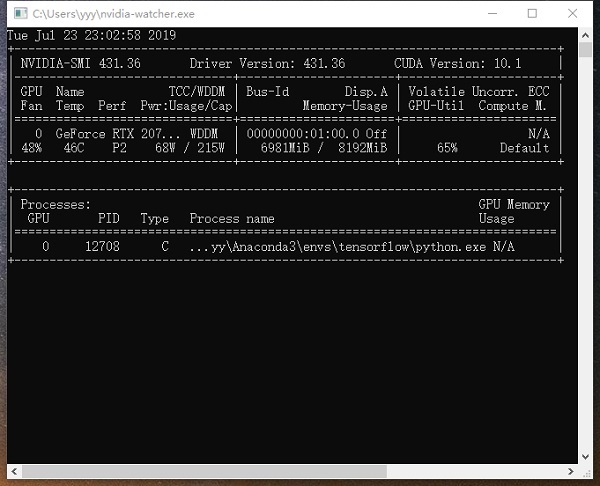 C:\Users\yyy\nvidia-watcher.exe
Tue Jul 23 23:02:58 2019
NVIDIA-SMI 431.36 Driver Version: 431.36 CUDA Version: 10.1
GPU Name TCC/WDDM | Bus-Id Disp.A | Volatile Uncorr. ECC
Fan Temp Perf Pwr:Usage/Cap| Memory-Usage | GPU-Util Compute M.
0 GeForce RTX 207... WDDM | 00000000:01:00.0 Off | N/A
48% 46C P2 68W / 215W | 6981MiB / 8192MiB | 65% Default
Processes: GPU Memory
GPU PID Type Process name Usage
0 12708 C ...yy\Anaconda3\envs\tensorflow\python.exe N/A